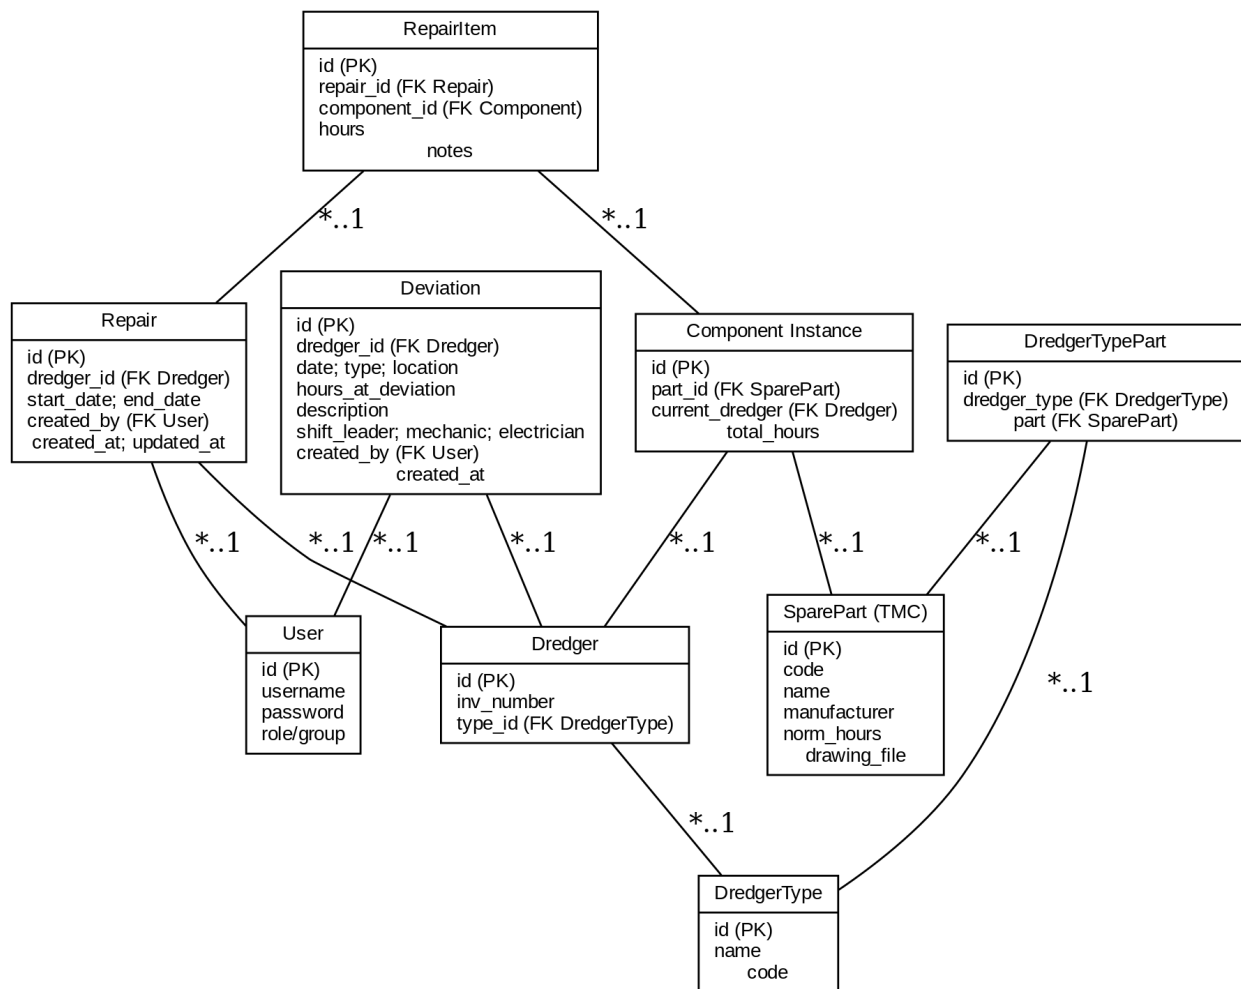 RepairItem
id (PK)
repair_id (FK Repair)
component_id (FK Component)
hours
notes
*..1
*..1
Deviation
id (PK)
dredger_id (FK Dredger)
date; type; location
hours_at_deviation
description
shift_leader; mechanic; electrician
created_by (FK User)
created_at
Repair
id (PK)
dredger_id (FK Dredger)
start_date; end_date
created_by (FK User)
created_at; updated_at
Component Instance
id (PK)
part_id (FK SparePart)
current_dredger (FK Dredger)
total_hours
DredgerTypePart
id (PK)
dredger_type (FK DredgerType)
part (FK SparePart)
*..1
*..1
*..1
*..1
*..1
*..1
*..1
User
id (PK)
username
password
role/group
Dredger
id (PK)
inv_number
type_id (FK DredgerType)
SparePart (TMC)
id (PK)
code
name
manufacturer
norm_hours
drawing_file
*..1
*..1
DredgerType
id (PK)
name
code